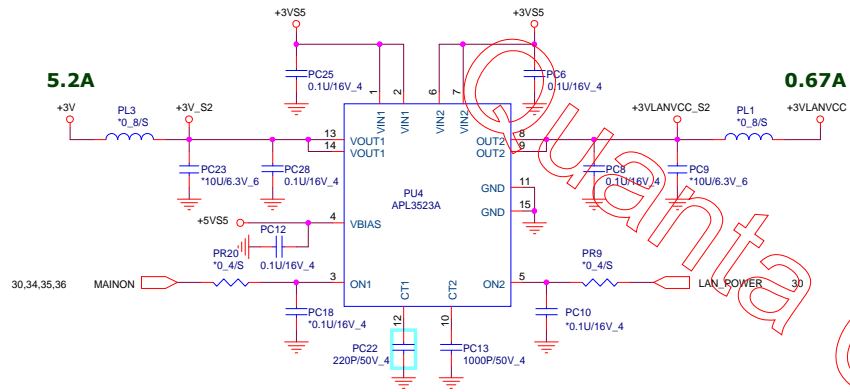 +3VS5
+3VS5
5.2A
PC25
0.1U/16V_4
PC6
0.1U/16V_4
0.67A
1
2
6
7
+3V
PL3
*0_8/S
+3V_S2
VIN1
VIN1
VIN2
VIN2
+3VLANVCC_S2
PL1
*0_8/S
+3VLANVCC
13
14
VOUT1
VOUT1
OUT2
OUT2
8
9
PC23
*10U/6.3V_6
PC28
0.1U/16V_4
PU4
APL3523A
PC8
0.1U/16V_4
PC9
*10U/6.3V_6
GND
11
GND
15
+5VS5
4
VBIAS
PC12
0.1U/16V_4
PR20
*0_4/S
PR9
*0_4/S
30,34,35,36
MAINON
3
ON1
ON2
5
LAN_POWER
30
CT1
CT2
PC18
*0.1U/16V_4
PC10
*0.1U/16V_4
12
10
PC22
220P/50V_4
PC13
1000P/50V_4
Quanta